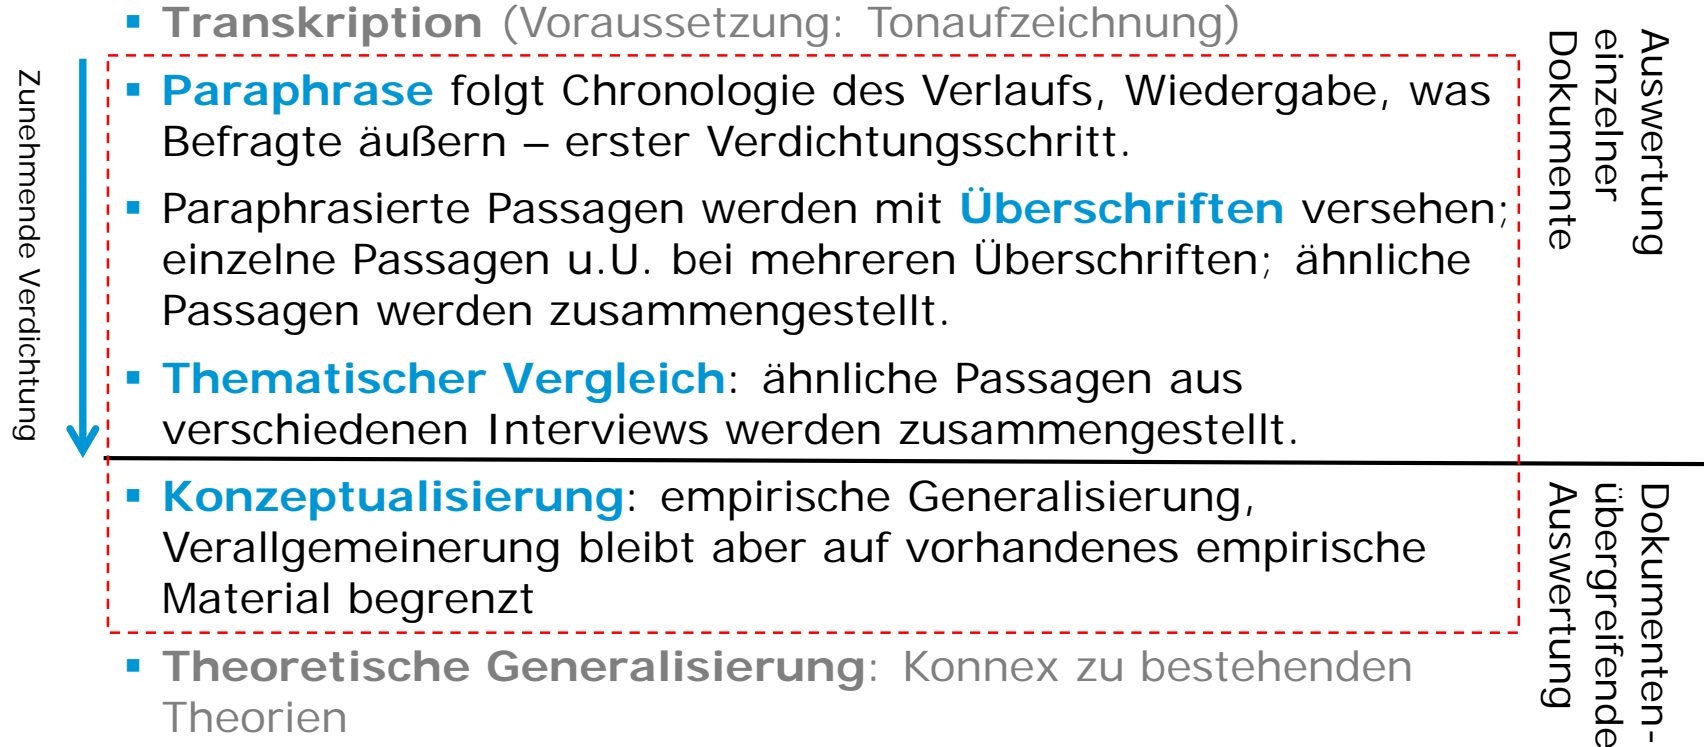 ▪ Transkription (Voraussetzung: Tonaufzeichnung)
▪ Paraphrase folgt Chronologie des Verlaufs, Wiedergabe, was
Befragte äußern – erster Verdichtungsschritt.
▪ Paraphrasierte Passagen werden mit Überschriften versehen;
einzelne Passagen u.U. bei mehreren Überschriften; ähnliche
Passagen werden zusammengestellt.
▪ Thematischer Vergleich: ähnliche Passagen aus
verschiedenen Interviews werden zusammengestellt.
▪ Konzeptualisierung: empirische Generalisierung,
Verallgemeinerung bleibt aber auf vorhandenes empirische
Material begrenzt
▪ Theoretische Generalisierung: Konnex zu bestehenden
Theorien
Zunehmende Verdichtung
Auswertung
einzelner
Dokumente
Dokumenten-
übergreifende
Auswertung